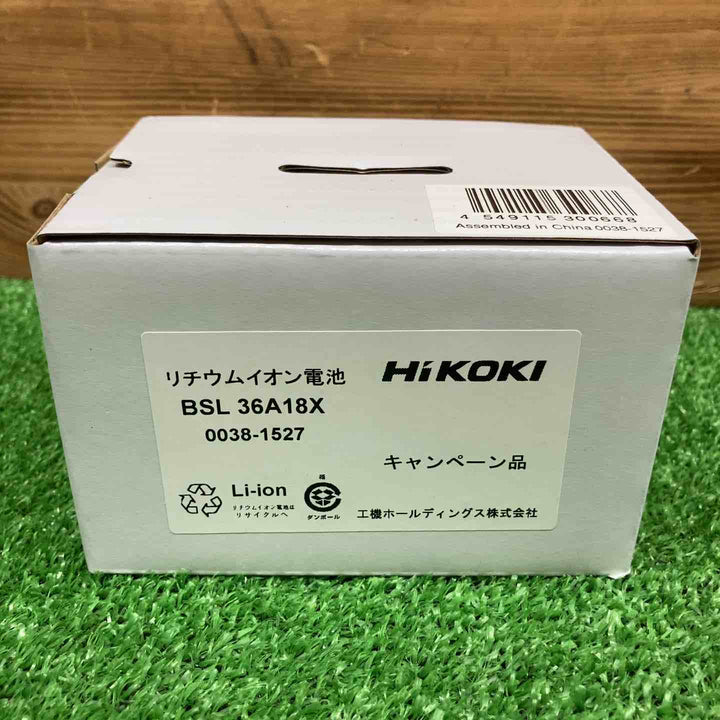 4 549115 300668
Assembled in China 0038-1527
リチウムイオン電池
HiKOKI
BSL 36A18X
0038-1527
キャンペーン品
Li-ion
リチウムイオン電池は
リサイクルへ
ダンボール
工機ホールディングス株式会社